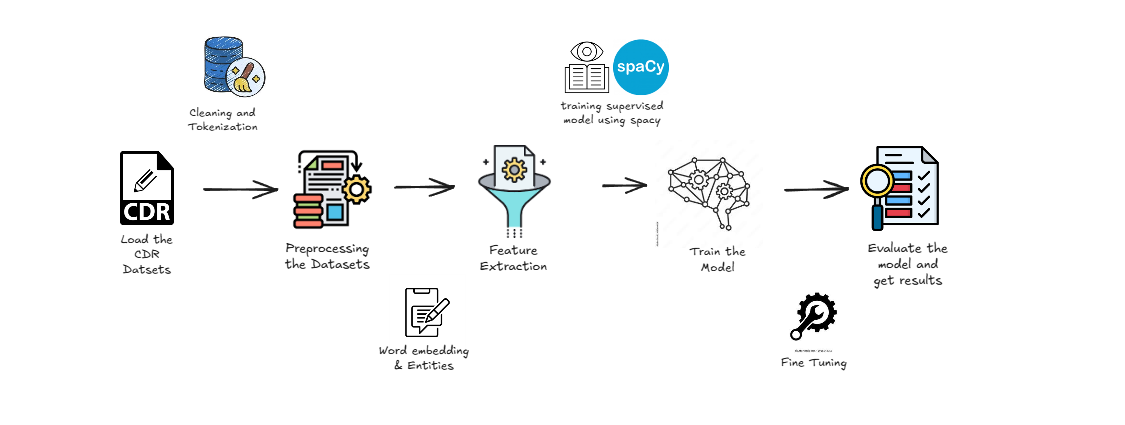 Cleaning and
Tokenization
spaCy
training supervised
model using spacy
CDR
Load the
CDR
Datsets
Preprocessing
the Datasets
Feature
Extraction
Train the
Model
Evaluate the
model and
get results
Word embedding
& Entities
Fine Tuning